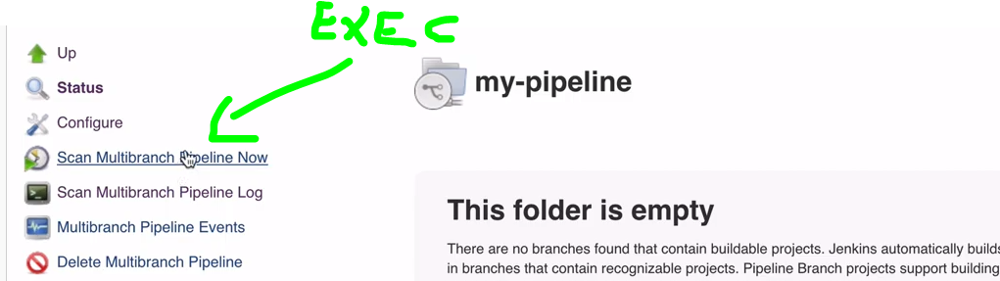 EXEC
Up
Status
Configure
Scan Multibranch Pipeline Now
Scan Multibranch Pipeline Log
Multibranch Pipeline Events
Delete Multibranch Pipeline
my-pipeline
This folder is empty
There are no branches found that contain buildable projects. Jenkins automatically builds
in branches that contain recognizable projects. Pipeline Branch projects support building